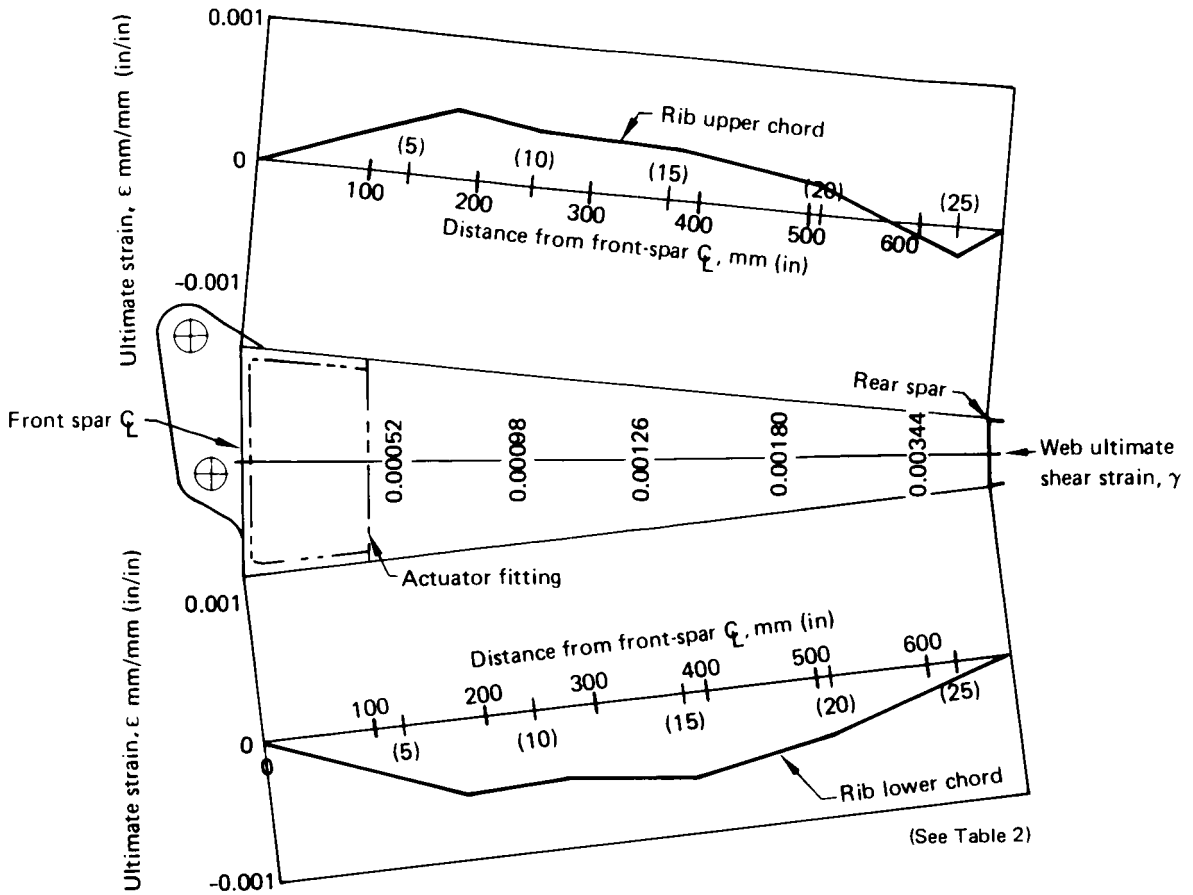 0.001
Ultimate strain, ε mm/mm (in/in)
Rib upper chord
0
(5)
(10)
(15)
(20)
(25)
100
200
300
400
500
600
Distance from front-spar ℄, mm (in)
-0.001
Rear spar
Front spar ℄
0.00052
0.00098
0.00126
0.00180
0.00344
Web ultimate
shear strain, γ
Actuator fitting
0.001
Ultimate strain, ε mm/mm (in/in)
Distance from front-spar ℄, mm (in)
100
200
300
400
500
600
0
0
(5)
(10)
(15)
(20)
(25)
Rib lower chord
(See Table 2)
-0.001